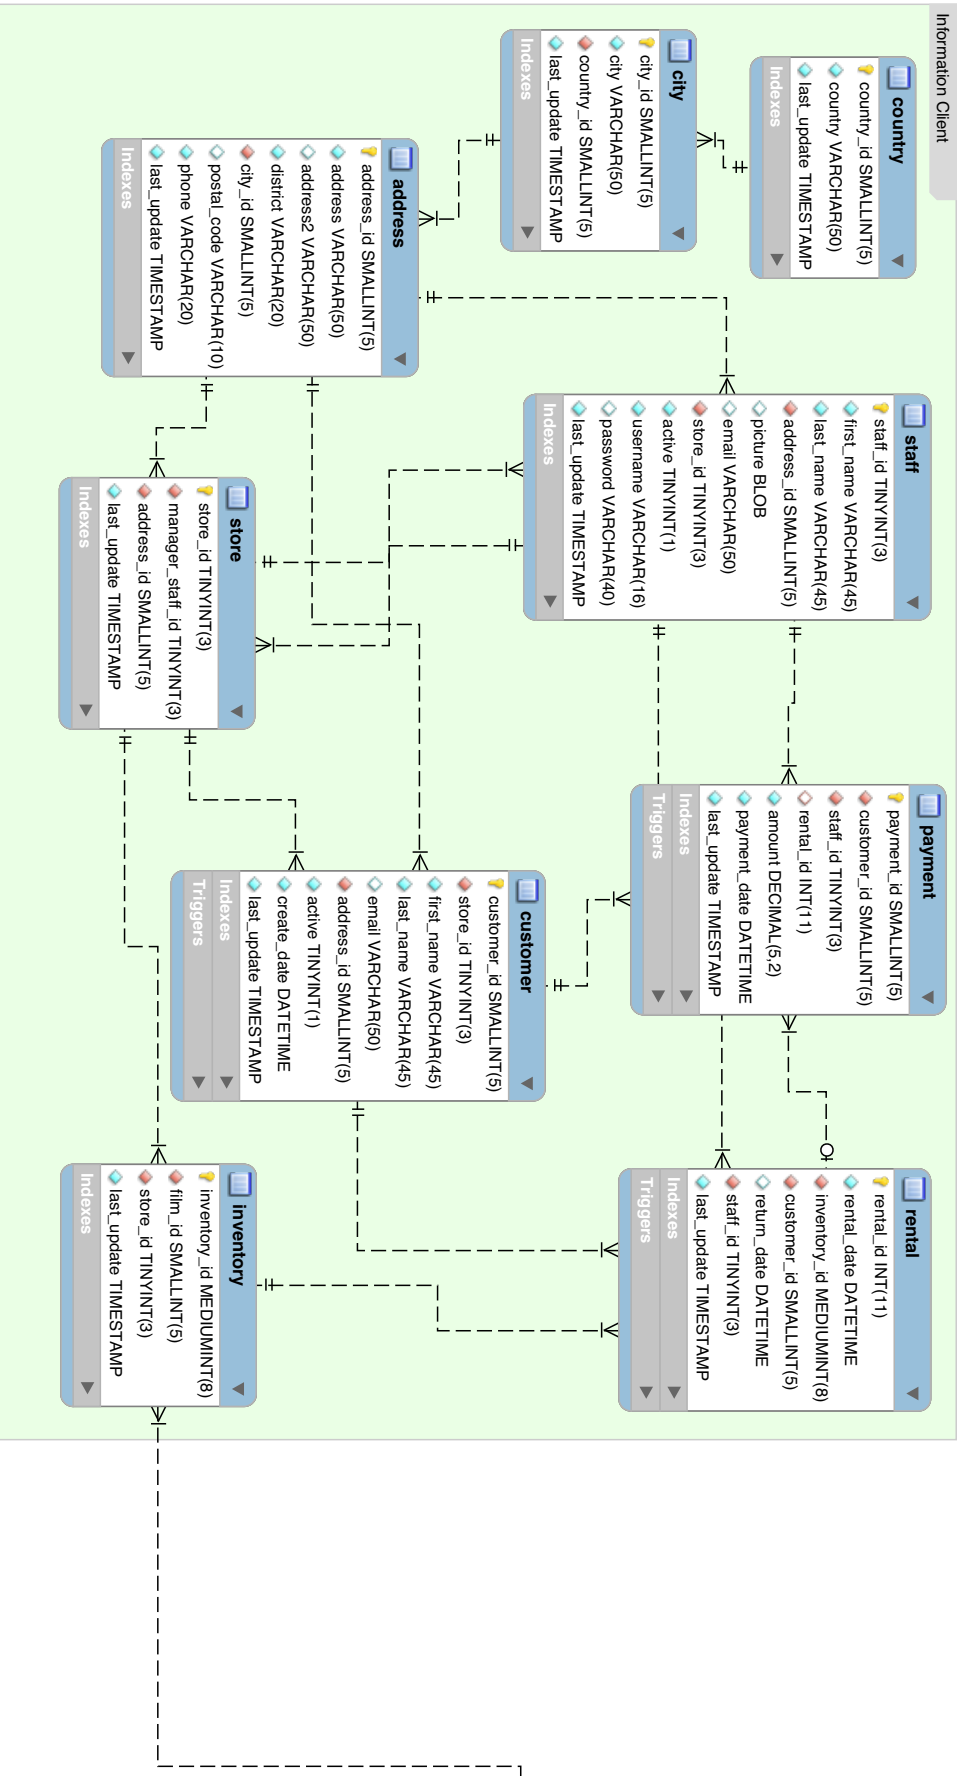 Information Client
country
country_id SMALLINT(5)
country VARCHAR(50)
last_update TIMESTAMP
Indexes
city
city_id SMALLINT(5)
city VARCHAR(50)
country_id SMALLINT(5)
last_update TIMESTAMP
Indexes
address
address_id SMALLINT(5)
address VARCHAR(50)
address2 VARCHAR(50)
district VARCHAR(20)
city_id SMALLINT(5)
postal_code VARCHAR(10)
phone VARCHAR(20)
last_update TIMESTAMP
Indexes
staff
staff_id TINYINT(3)
first_name VARCHAR(45)
last_name VARCHAR(45)
address_id SMALLINT(5)
picture BLOB
email VARCHAR(50)
store_id TINYINT(3)
active TINYINT(1)
username VARCHAR(16)
password VARCHAR(40)
last_update TIMESTAMP
Indexes
store
store_id TINYINT(3)
manager_staff_id TINYINT(3)
address_id SMALLINT(5)
last_update TIMESTAMP
Indexes
payment
payment_id SMALLINT(5)
customer_id SMALLINT(5)
staff_id TINYINT(3)
rental_id INT(11)
amount DECIMAL(5,2)
payment_date DATETIME
last_update TIMESTAMP
Indexes
Triggers
customer
customer_id SMALLINT(5)
store_id TINYINT(3)
first_name VARCHAR(45)
last_name VARCHAR(45)
email VARCHAR(50)
address_id SMALLINT(5)
active TINYINT(1)
create_date DATETIME
last_update TIMESTAMP
Indexes
Triggers
rental
rental_id INT(11)
rental_date DATETIME
inventory_id MEDIUMINT(8)
customer_id SMALLINT(5)
return_date DATETIME
staff_id TINYINT(3)
last_update TIMESTAMP
Indexes
Triggers
inventory
inventory_id MEDIUMINT(8)
film_id SMALLINT(5)
store_id TINYINT(3)
last_update TIMESTAMP
Indexes